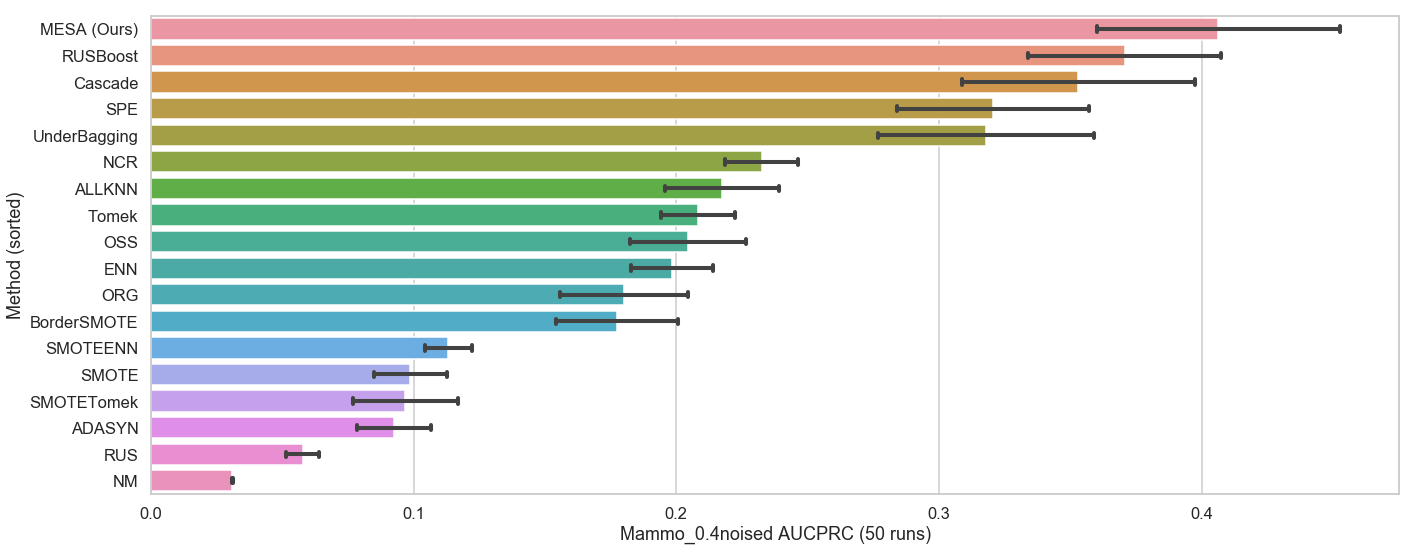 MESA (Ours)
RUSBoost
Cascade
SPE
UnderBagging
NCR
ALLKNN
Tomek
OSS
ENN
ORG
BorderSMOTE
SMOTEENN
SMOTE
SMOTETomek
ADASYN
RUS
NM
Method (sorted)
0.0 0.1 0.2 0.3 0.4
Mammo_0.4noised AUCPRC (50 runs)